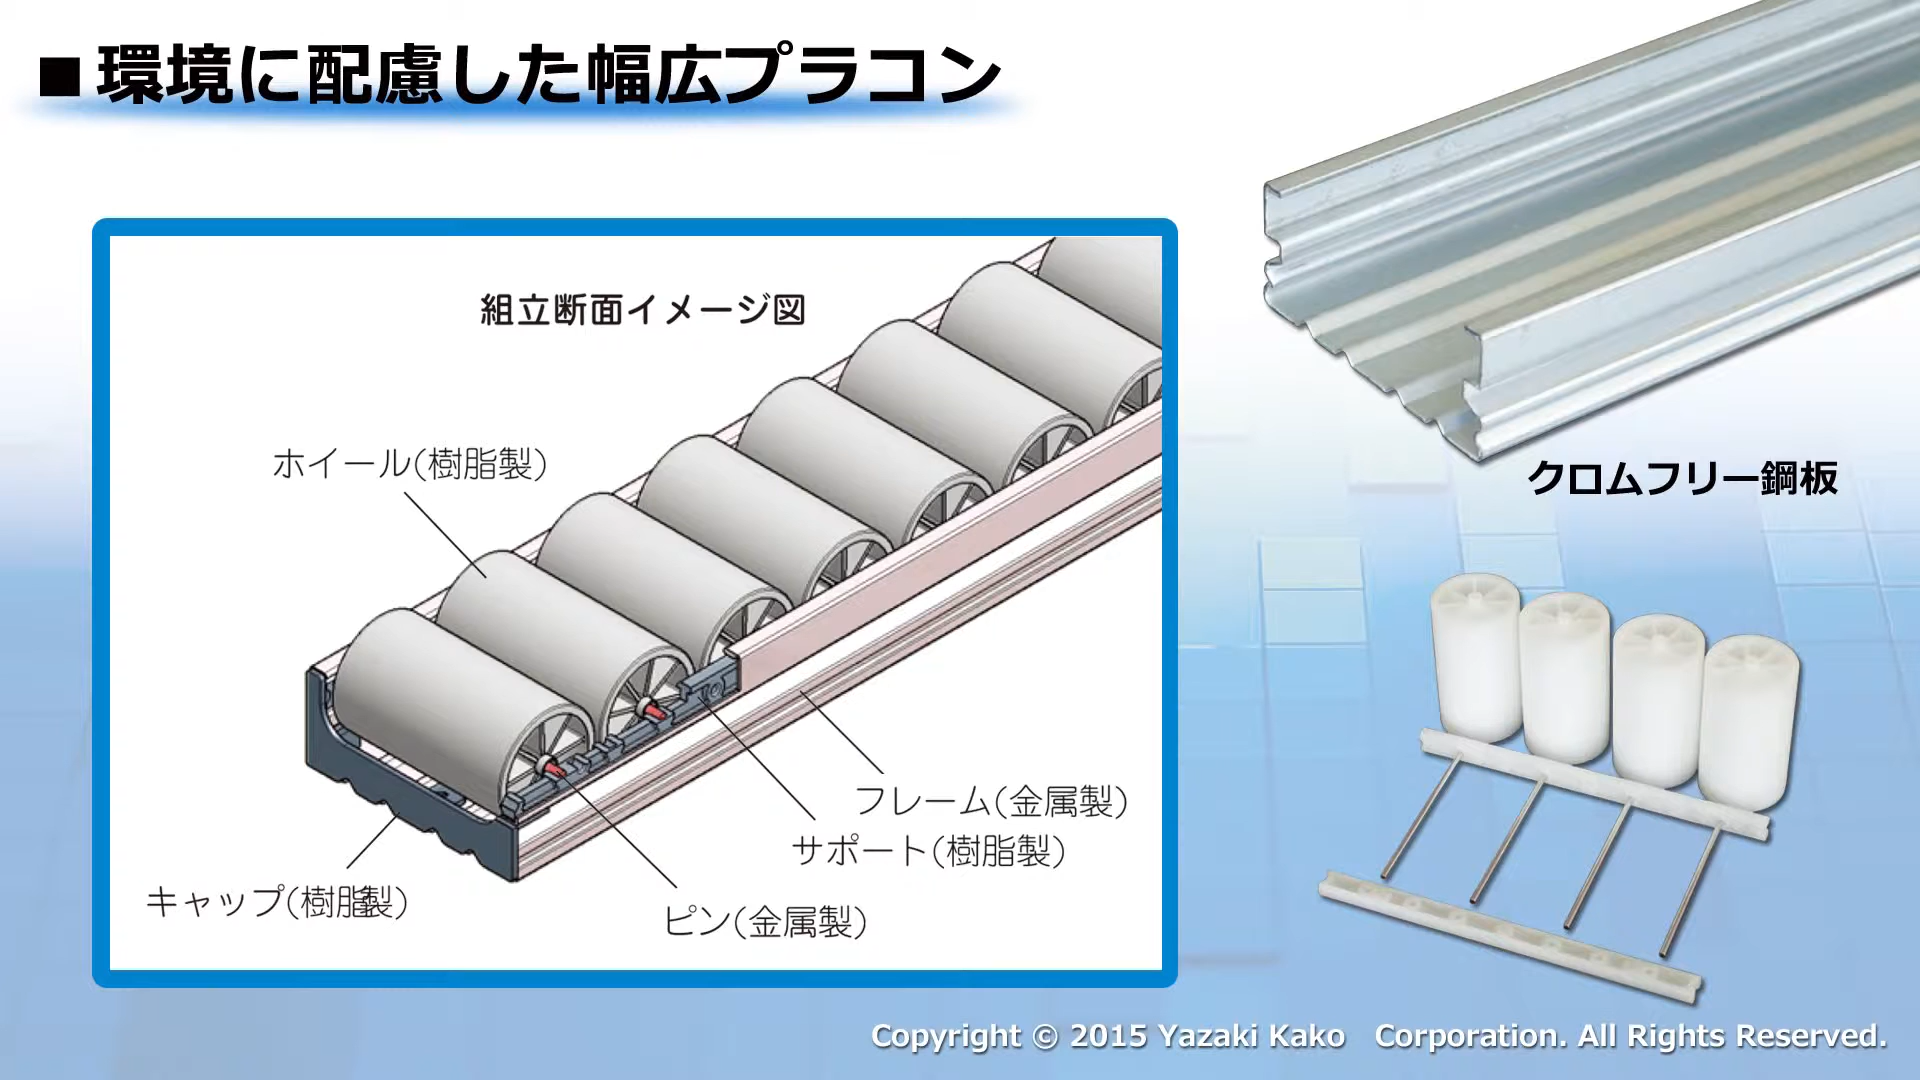 ■環境に配慮した幅広プラコン
組立断面イメージ図
ホイール(樹脂製)
フレーム(金属製)
サポート(樹脂製)
キャップ(樹脂製)
ピン(金属製)
クロムフリー鋼板
Copyright © 2015 Yazaki Kako Corporation. All Rights Reserved.